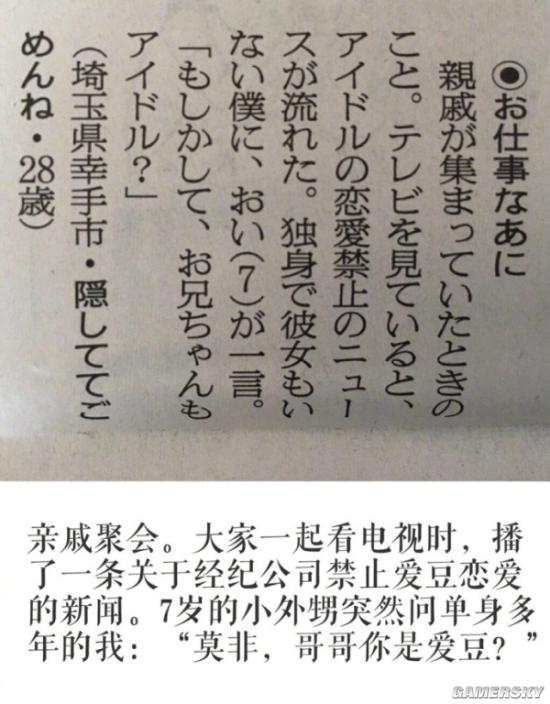 ◉お仕事なあに
親戚が集まっていたときの
こと。テレビを見ていると、
アイドルの恋愛禁止のニュー
スが流れた。独身で彼女もい
ない僕に、おい(7)が一言。
「もしかして、お兄ちゃんも
アイドル？」
(埼玉県幸手市・隠しててご
めんね・28歳)
亲戚聚会。大家一起看电视时，播
了一条关于经纪公司禁止爱豆恋爱
的新闻。7岁的小外甥突然问单身多
年的我：“莫非，哥哥你是爱豆？”
GAMERSKY